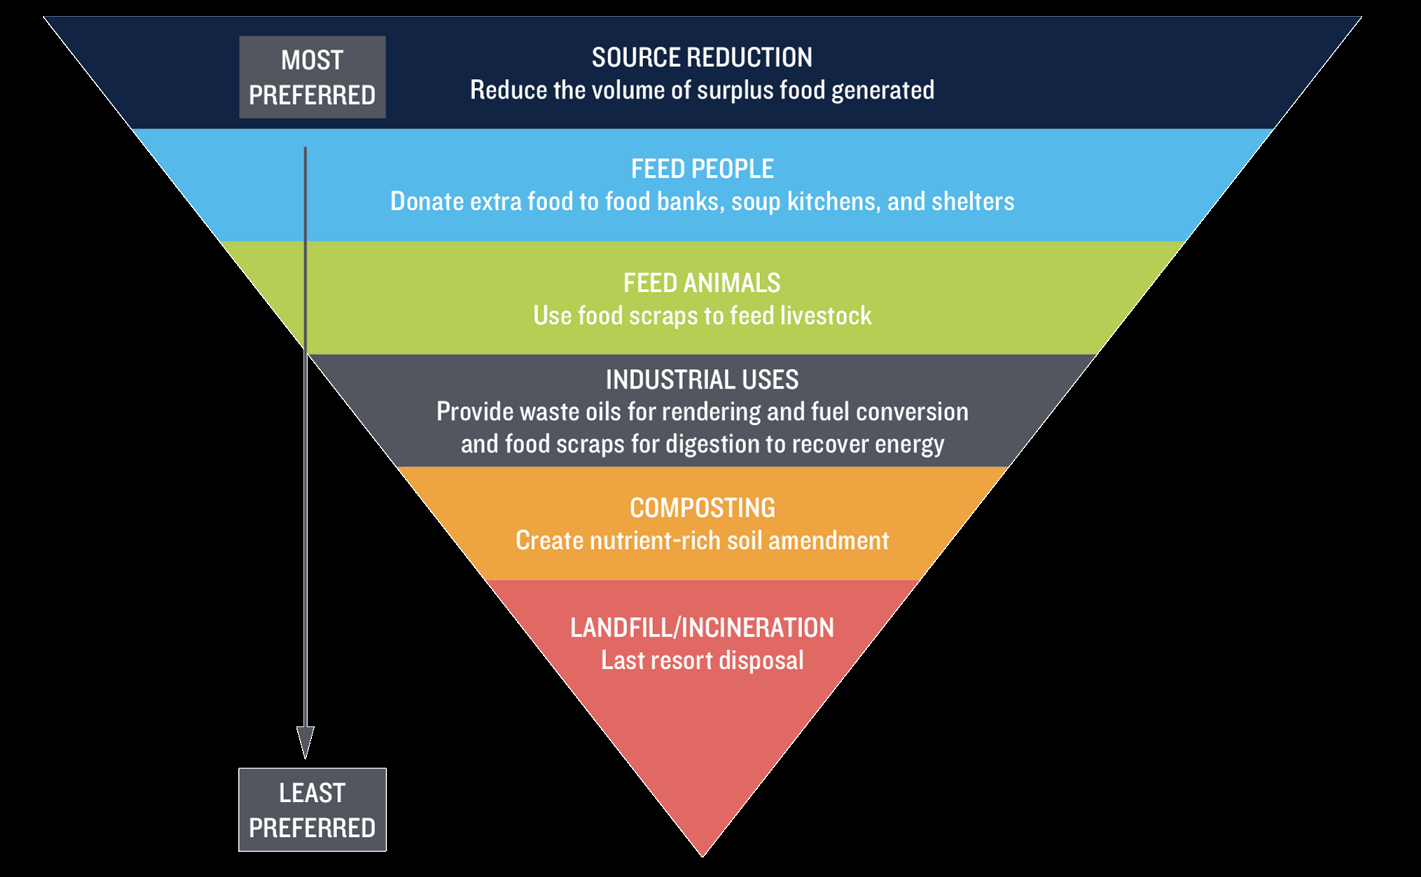 MOST
PREFERRED
SOURCE REDUCTION
Reduce the volume of surplus food generated
FEED PEOPLE
Donate extra food to food banks, soup kitchens, and shelters
FEED ANIMALS
Use food scraps to feed livestock
INDUSTRIAL USES
Provide waste oils for rendering and fuel conversion
and food scraps for digestion to recover energy
COMPOSTING
Create nutrient-rich soil amendment
LANDFILL/INCINERATION
Last resort disposal
LEAST
PREFERRED